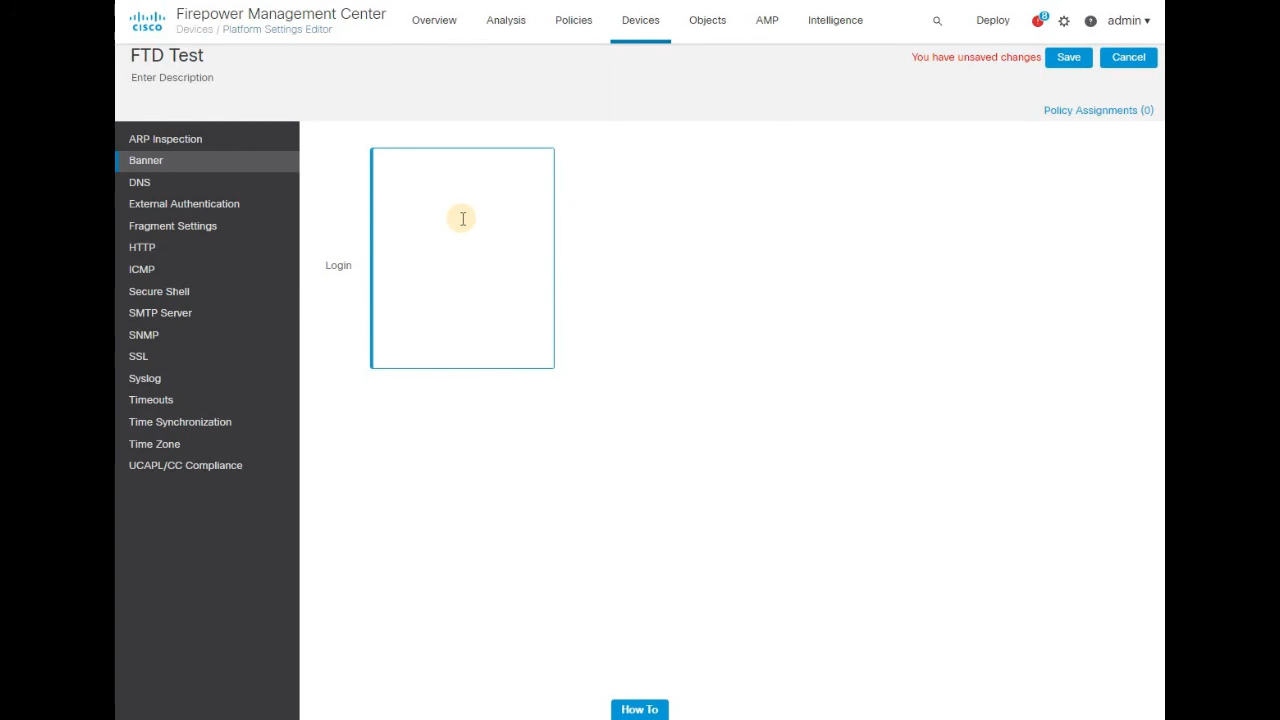 CISCO
Firepower Management Center
Devices / Platform Settings Editor
Overview
Analysis
Policies
Devices
Objects
AMP
Intelligence
Deploy
8
?
admin ▾
FTD Test
Enter Description
You have unsaved changes
Save
Cancel
Policy Assignments (0)
ARP Inspection
Banner
DNS
External Authentication
Fragment Settings
HTTP
ICMP
Secure Shell
SMTP Server
SNMP
SSL
Syslog
Timeouts
Time Synchronization
Time Zone
UCAPL/CC Compliance
Login
How To